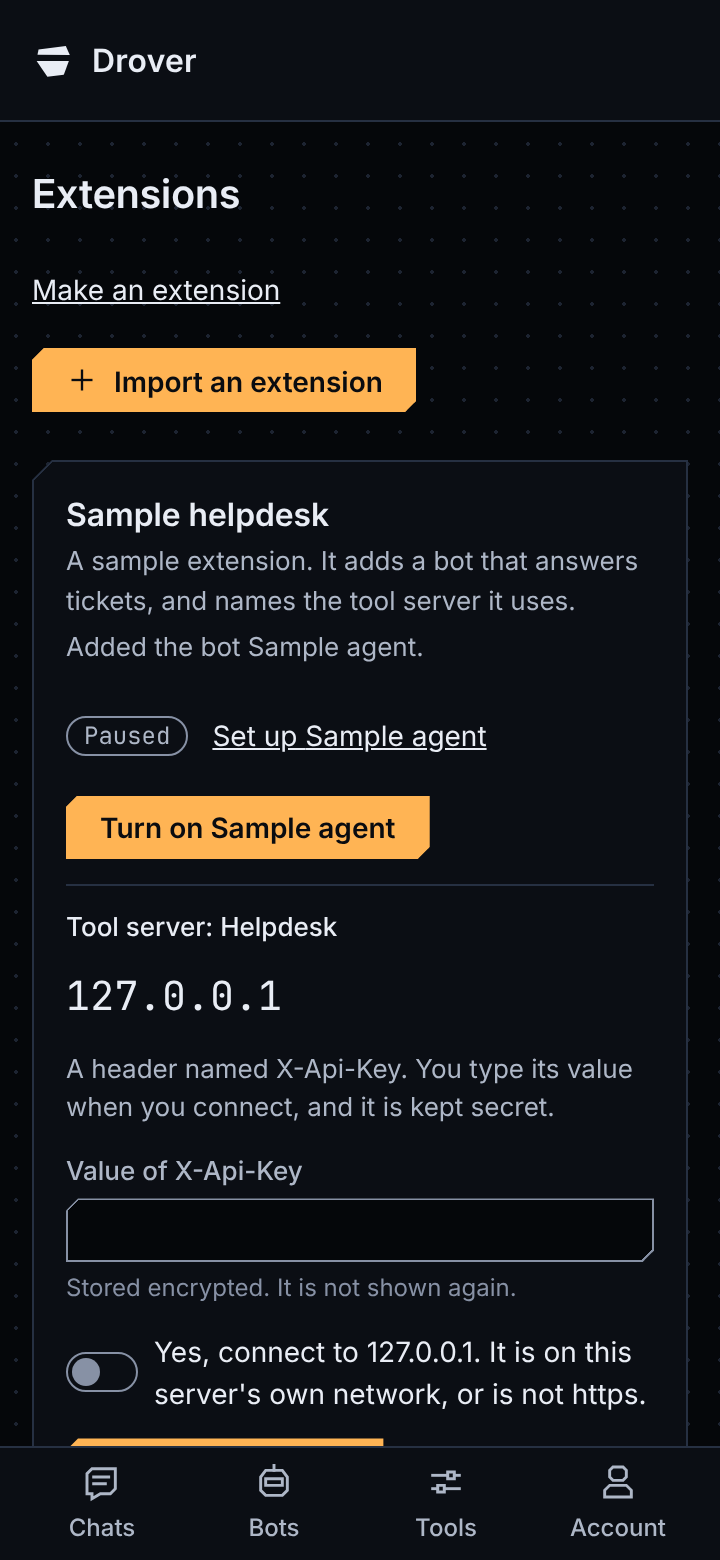 Drover
Extensions
Make an extension
Import an extension
Sample helpdesk
A sample extension. It adds a bot that answers
tickets, and names the tool server it uses.
Added the bot Sample agent.
Paused
Set up Sample agent
Turn on Sample agent
Tool server: Helpdesk
127.0.0.1
A header named X-Api-Key. You type its value
when you connect, and it is kept secret.
Value of X-Api-Key
Stored encrypted. It is not shown again.
Yes, connect to 127.0.0.1. It is on this
server's own network, or is not https.
Chats
Bots
Tools
Account